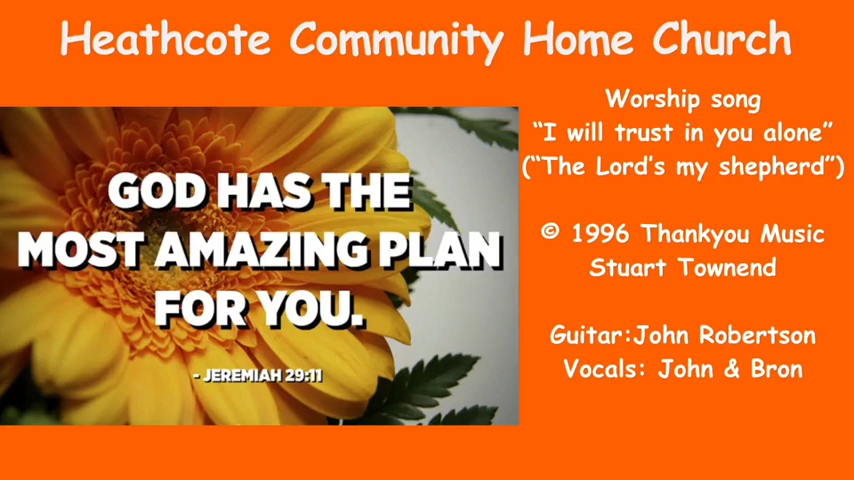 Heathcote Community Home Church
GOD HAS THE
MOST AMAZING PLAN
FOR YOU.
- JEREMIAH 29:11
Worship song
“I will trust in you alone”
(“The Lord’s my shepherd”)
© 1996 Thankyou Music
Stuart Townend
Guitar:John Robertson
Vocals: John & Bron